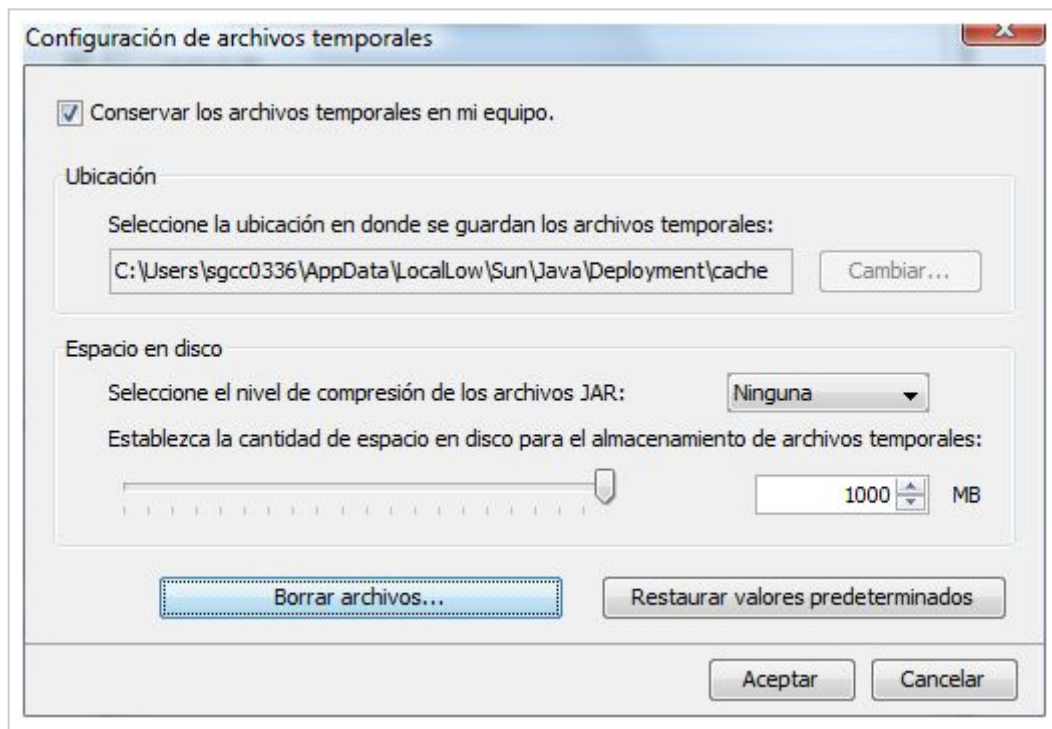 Configuración de archivos temporales
Conservar los archivos temporales en mi equipo.
Ubicación
Seleccione la ubicación en donde se guardan los archivos temporales:
C:\Users\sgcc0336\AppData\LocalLow\Sun\Java\Deployment\cache
Cambiar...
Espacio en disco
Seleccione el nivel de compresión de los archivos JAR:
Ninguna
Establezca la cantidad de espacio en disco para el almacenamiento de archivos temporales:
1000 MB
Borrar archivos...
Restaurar valores predeterminados
Aceptar
Cancelar